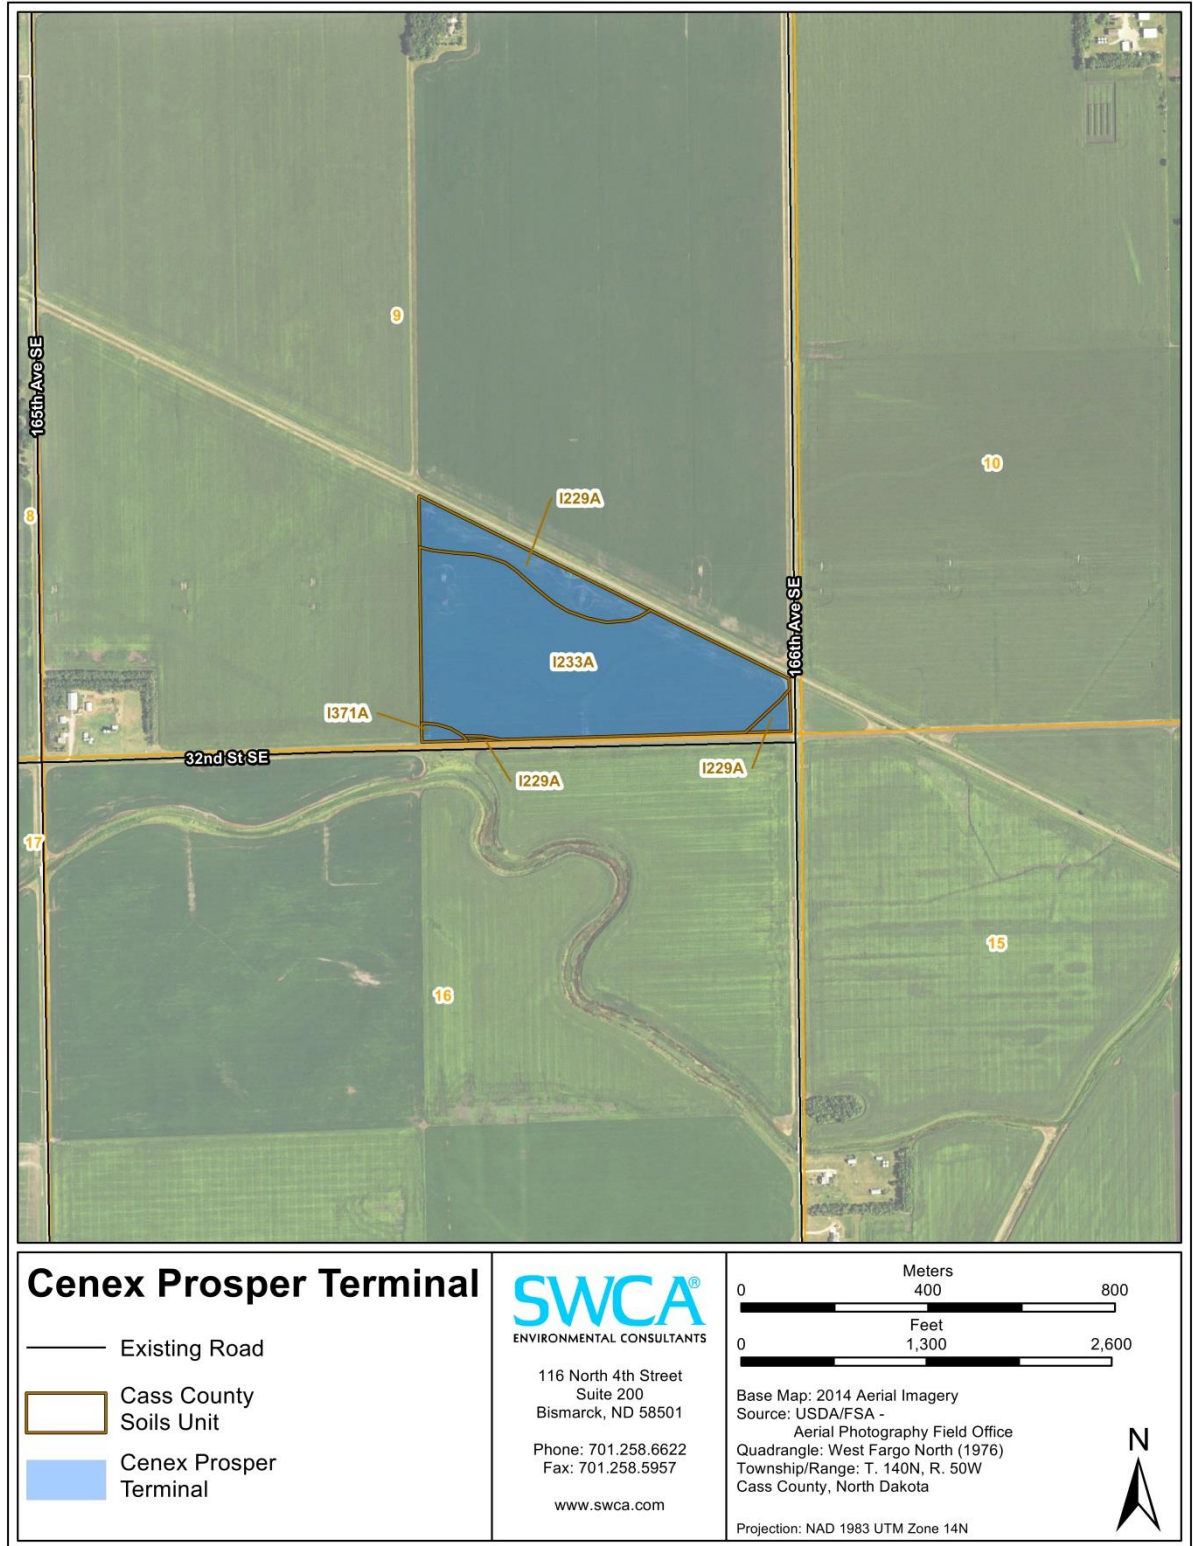 9
165th Ave SE
10
I229A
8
166th Ave SE
I233A
I371A
32nd St SE
I229A
I229A
17
15
16
Cenex Prosper Terminal
Existing Road
Cass County
Soils Unit
Cenex Prosper
Terminal
SWCA®
ENVIRONMENTAL CONSULTANTS
116 North 4th Street
Suite 200
Bismarck, ND 58501
Phone: 701.258.6622
Fax: 701.258.5957
www.swca.com
Meters
0 400 800
Feet
0 1,300 2,600
Base Map: 2014 Aerial Imagery
Source: USDA/FSA -
Aerial Photography Field Office
Quadrangle: West Fargo North (1976)
Township/Range: T. 140N, R. 50W
Cass County, North Dakota
Projection: NAD 1983 UTM Zone 14N
N